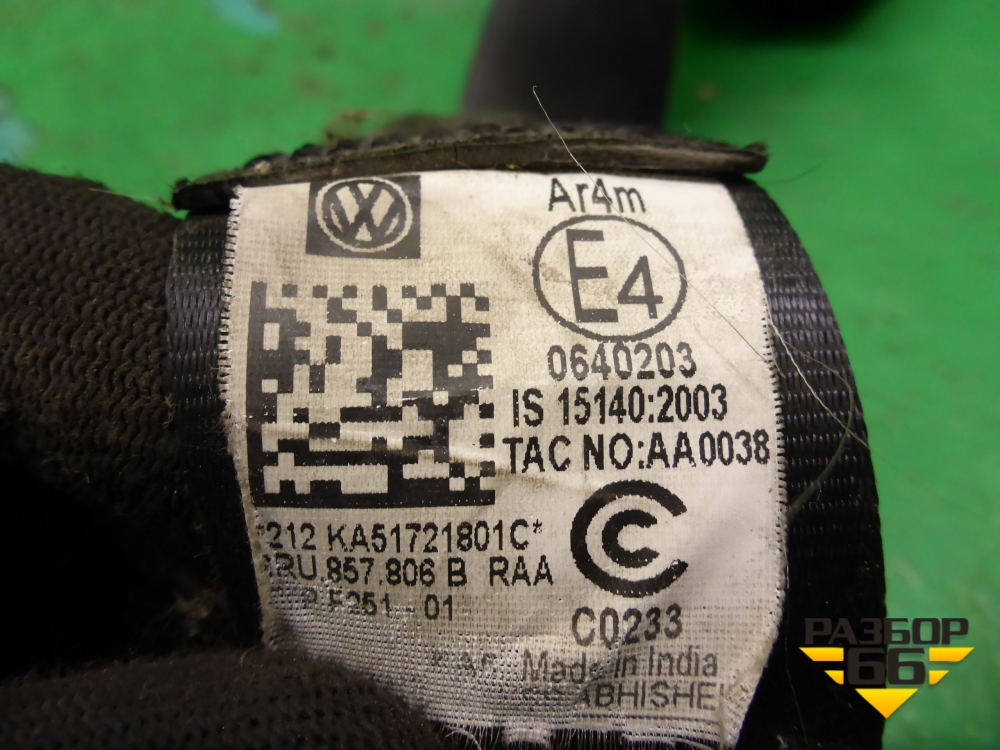 Ar4m
E4
0640203
IS 15140:2003
TAC NO:AA0038
*212 KA51721801C*
RU.857.806 B RAA
01
C0233
Made in India
ABHISHE
РАЗБОР
66